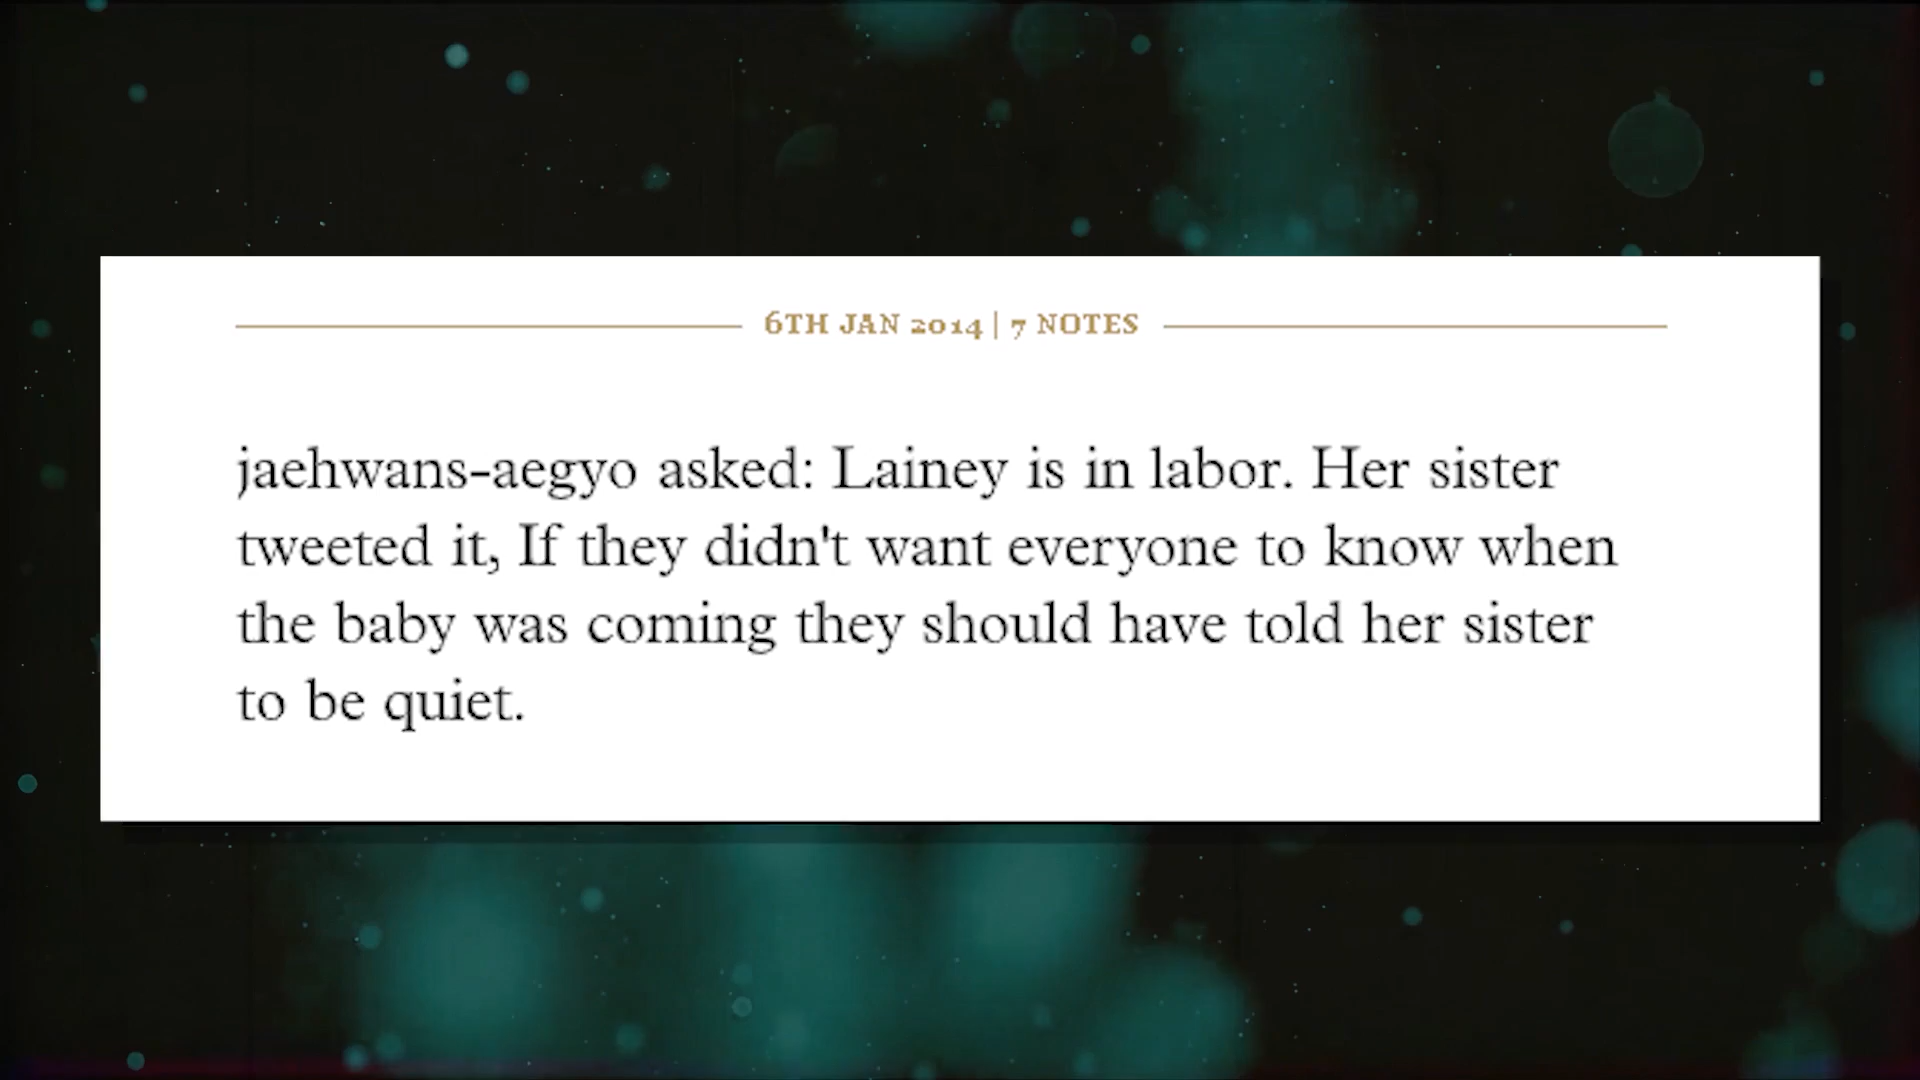 6TH JAN 2014 | 7 NOTES
jaehwans-aegyo asked: Lainey is in labor. Her sister
tweeted it, If they didn't want everyone to know when
the baby was coming they should have told her sister
to be quiet.